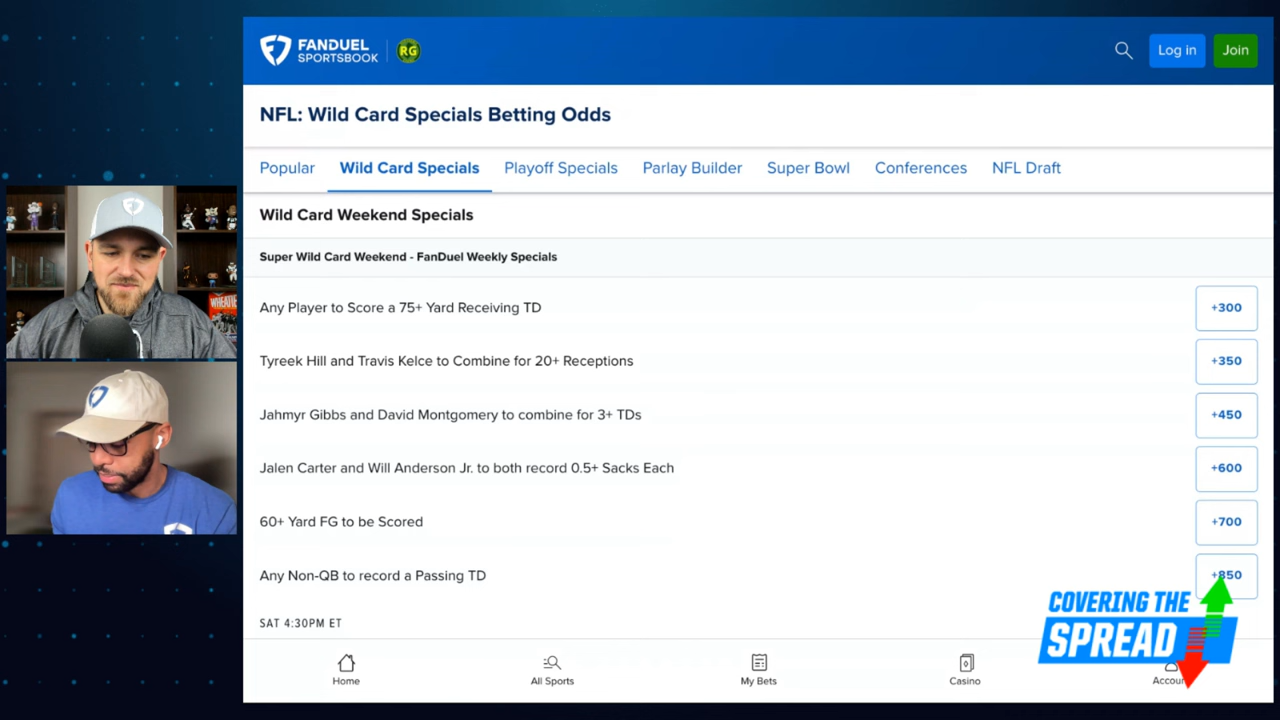 FANDUEL
SPORTSBOOK
RG
Log in
Join
NFL: Wild Card Specials Betting Odds
Popular
Wild Card Specials
Playoff Specials
Parlay Builder
Super Bowl
Conferences
NFL Draft
Wild Card Weekend Specials
Super Wild Card Weekend - FanDuel Weekly Specials
Any Player to Score a 75+ Yard Receiving TD
+300
Tyreek Hill and Travis Kelce to Combine for 20+ Receptions
+350
Jahmyr Gibbs and David Montgomery to combine for 3+ TDs
+450
Jalen Carter and Will Anderson Jr. to both record 0.5+ Sacks Each
+600
60+ Yard FG to be Scored
+700
Any Non-QB to record a Passing TD
+850
SAT 4:30PM ET
COVERING THE
SPREAD
Home
All Sports
My Bets
Casino
Accoun
WHEATIE